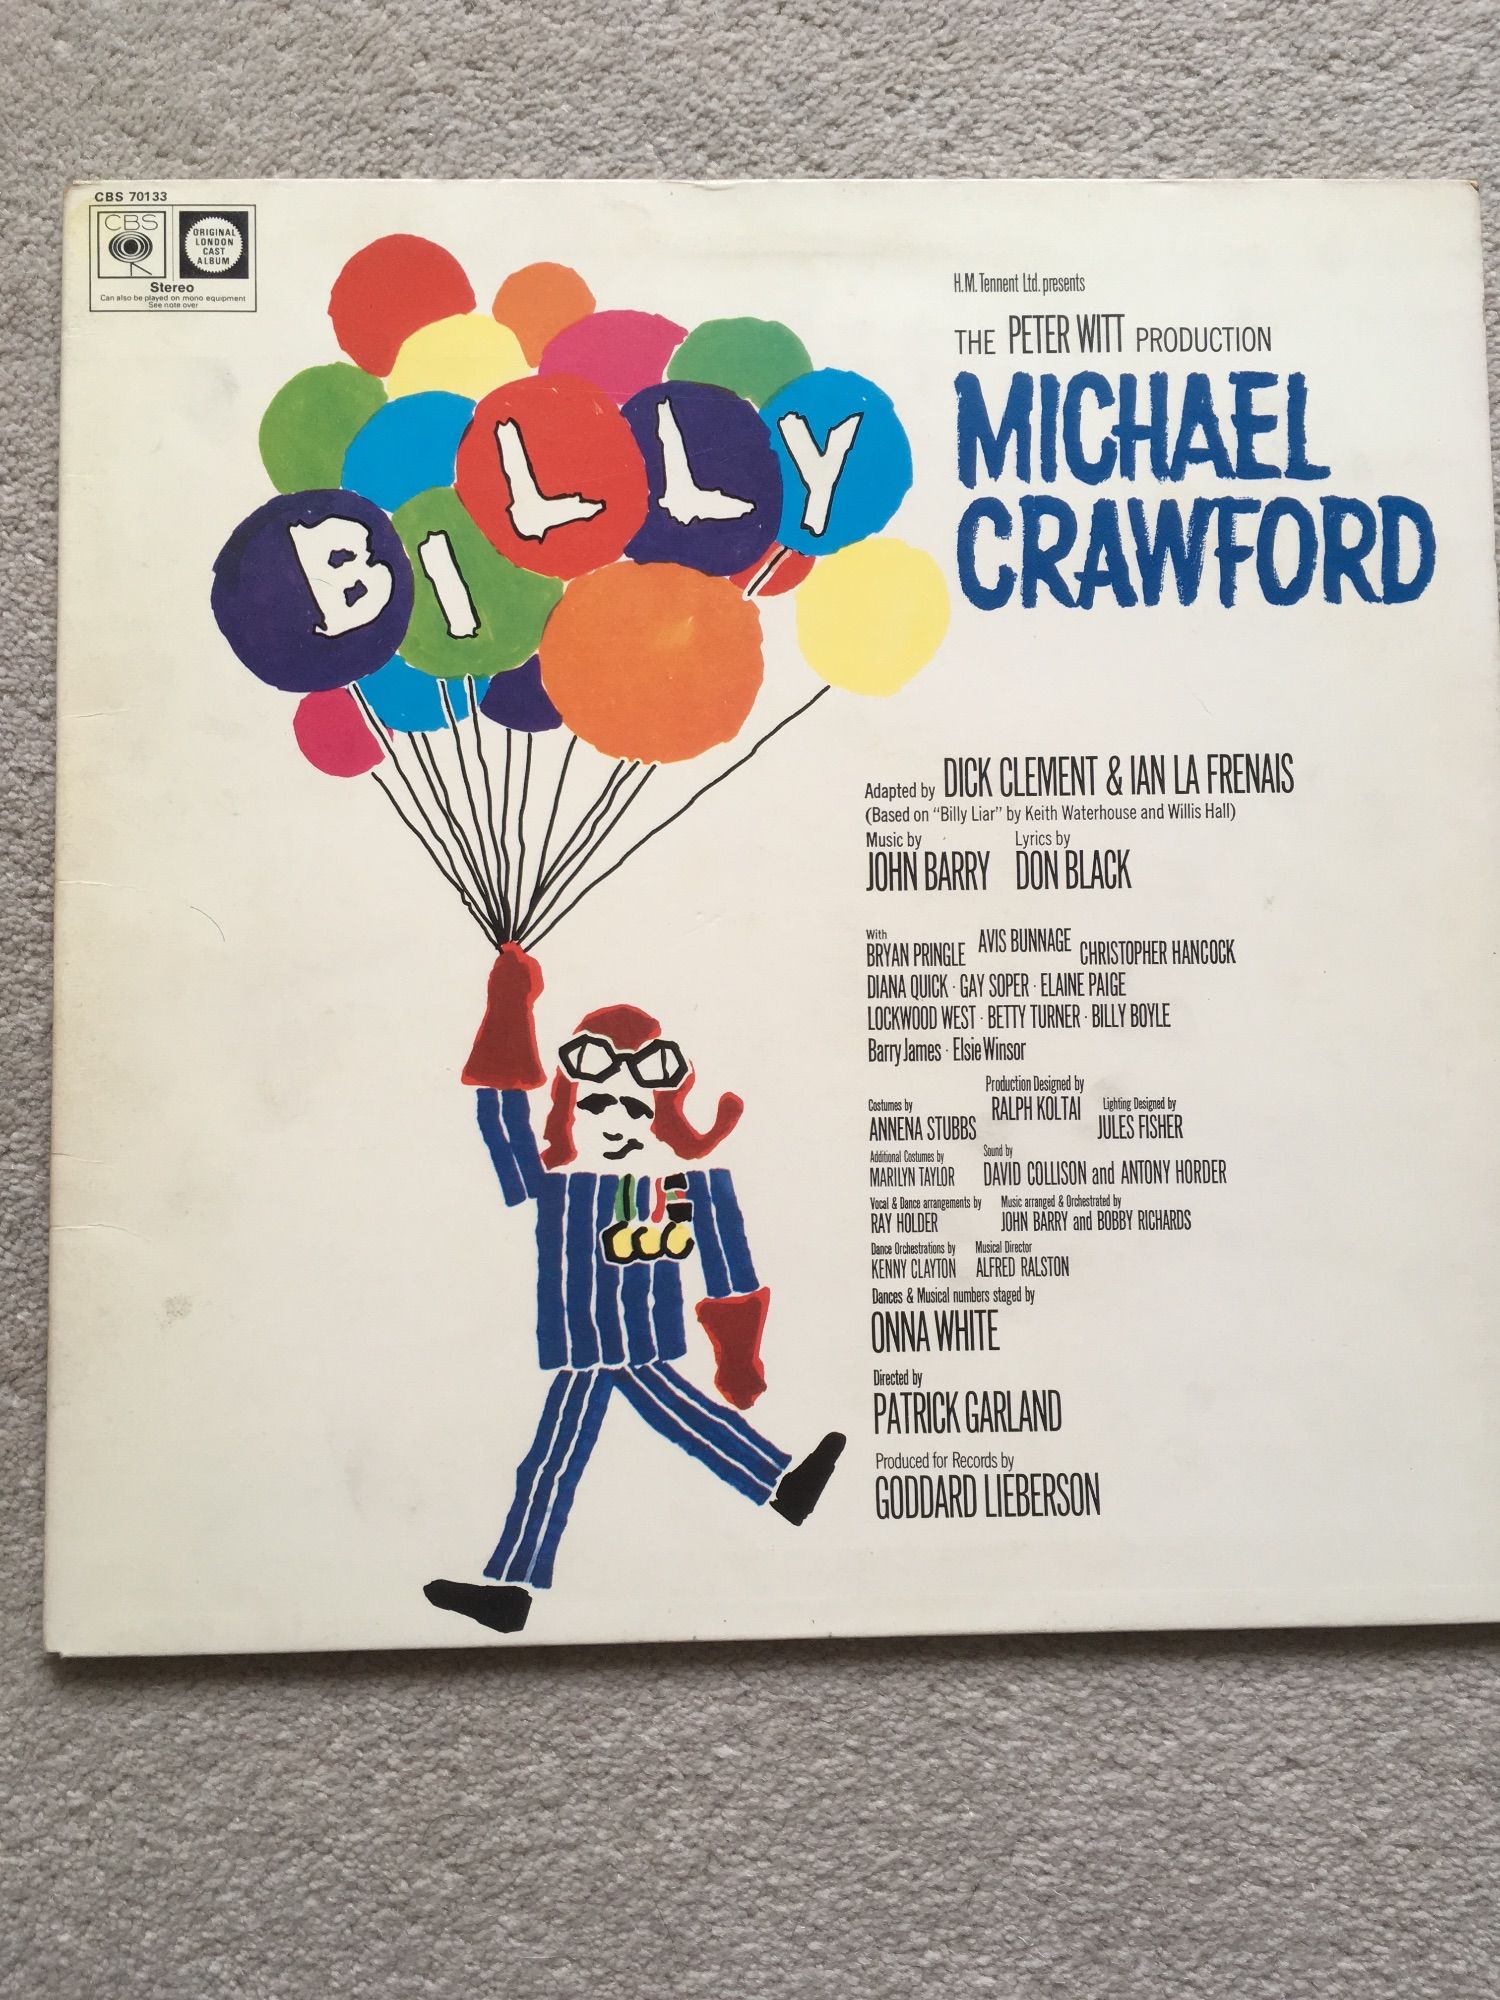 CBS 70133
CBS
ORIGINAL
LONDON
CAST
ALBUM
Stereo
Can also be played on mono equipment
See note over
BILLY
H.M. Tennent Ltd. presents
THE PETER WITT PRODUCTION
MICHAEL
CRAWFORD
Adapted by DICK CLEMENT & IAN LA FRENAIS
(Based on "Billy Liar" by Keith Waterhouse and Willis Hall)
Music by Lyrics by
JOHN BARRY DON BLACK
With
BRYAN PRINGLE AVIS BUNNAGE CHRISTOPHER HANCOCK
DIANA QUICK · GAY SOPER · ELAINE PAIGE
LOCKWOOD WEST · BETTY TURNER · BILLY BOYLE
Barry James · Elsie Winsor
Production Designed by
RALPH KOLTAI
Costumes by Lighting Designed by
ANNENA STUBBS JULES FISHER
Additional Costumes by Sound by
MARILYN TAYLOR DAVID COLLISON and ANTONY HORDER
Vocal & Dance arrangements by Music arranged & Orchestrated by
RAY HOLDER JOHN BARRY and BOBBY RICHARDS
Dance Orchestrations by Musical Director
KENNY CLAYTON ALFRED RALSTON
Dances & Musical numbers staged by
ONNA WHITE
Directed by
PATRICK GARLAND
Produced for Records by
GODDARD LIEBERSON